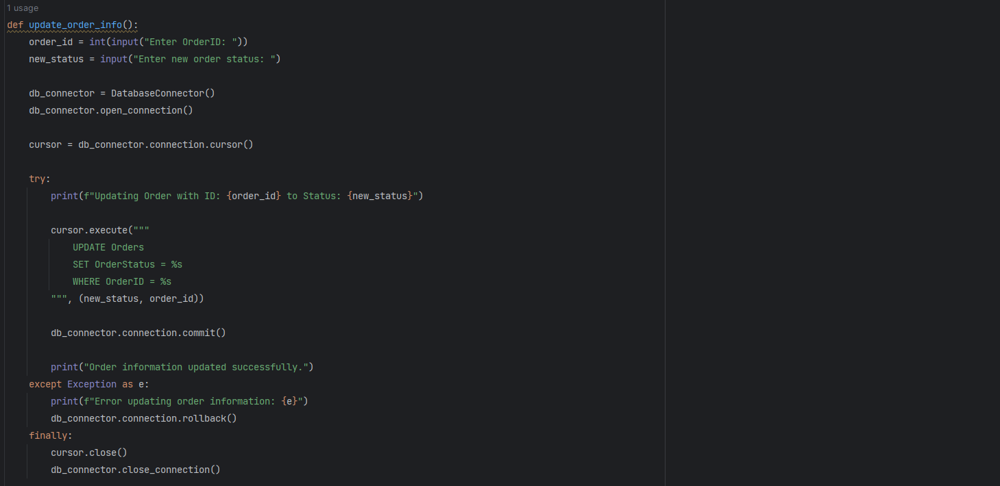 1 usage
def update_order_info():
    order_id = int(input("Enter OrderID: "))
    new_status = input("Enter new order status: ")
    db_connector = DatabaseConnector()
    db_connector.open_connection()
    cursor = db_connector.connection.cursor()
    try:
        print(f"Updating Order with ID: {order_id} to Status: {new_status}")
        cursor.execute("""
            UPDATE Orders
            SET OrderStatus = %s
            WHERE OrderID = %s
        """, (new_status, order_id))
        db_connector.connection.commit()
        print("Order information updated successfully.")
    except Exception as e:
        print(f"Error updating order information: {e}")
        db_connector.connection.rollback()
    finally:
        cursor.close()
        db_connector.close_connection()